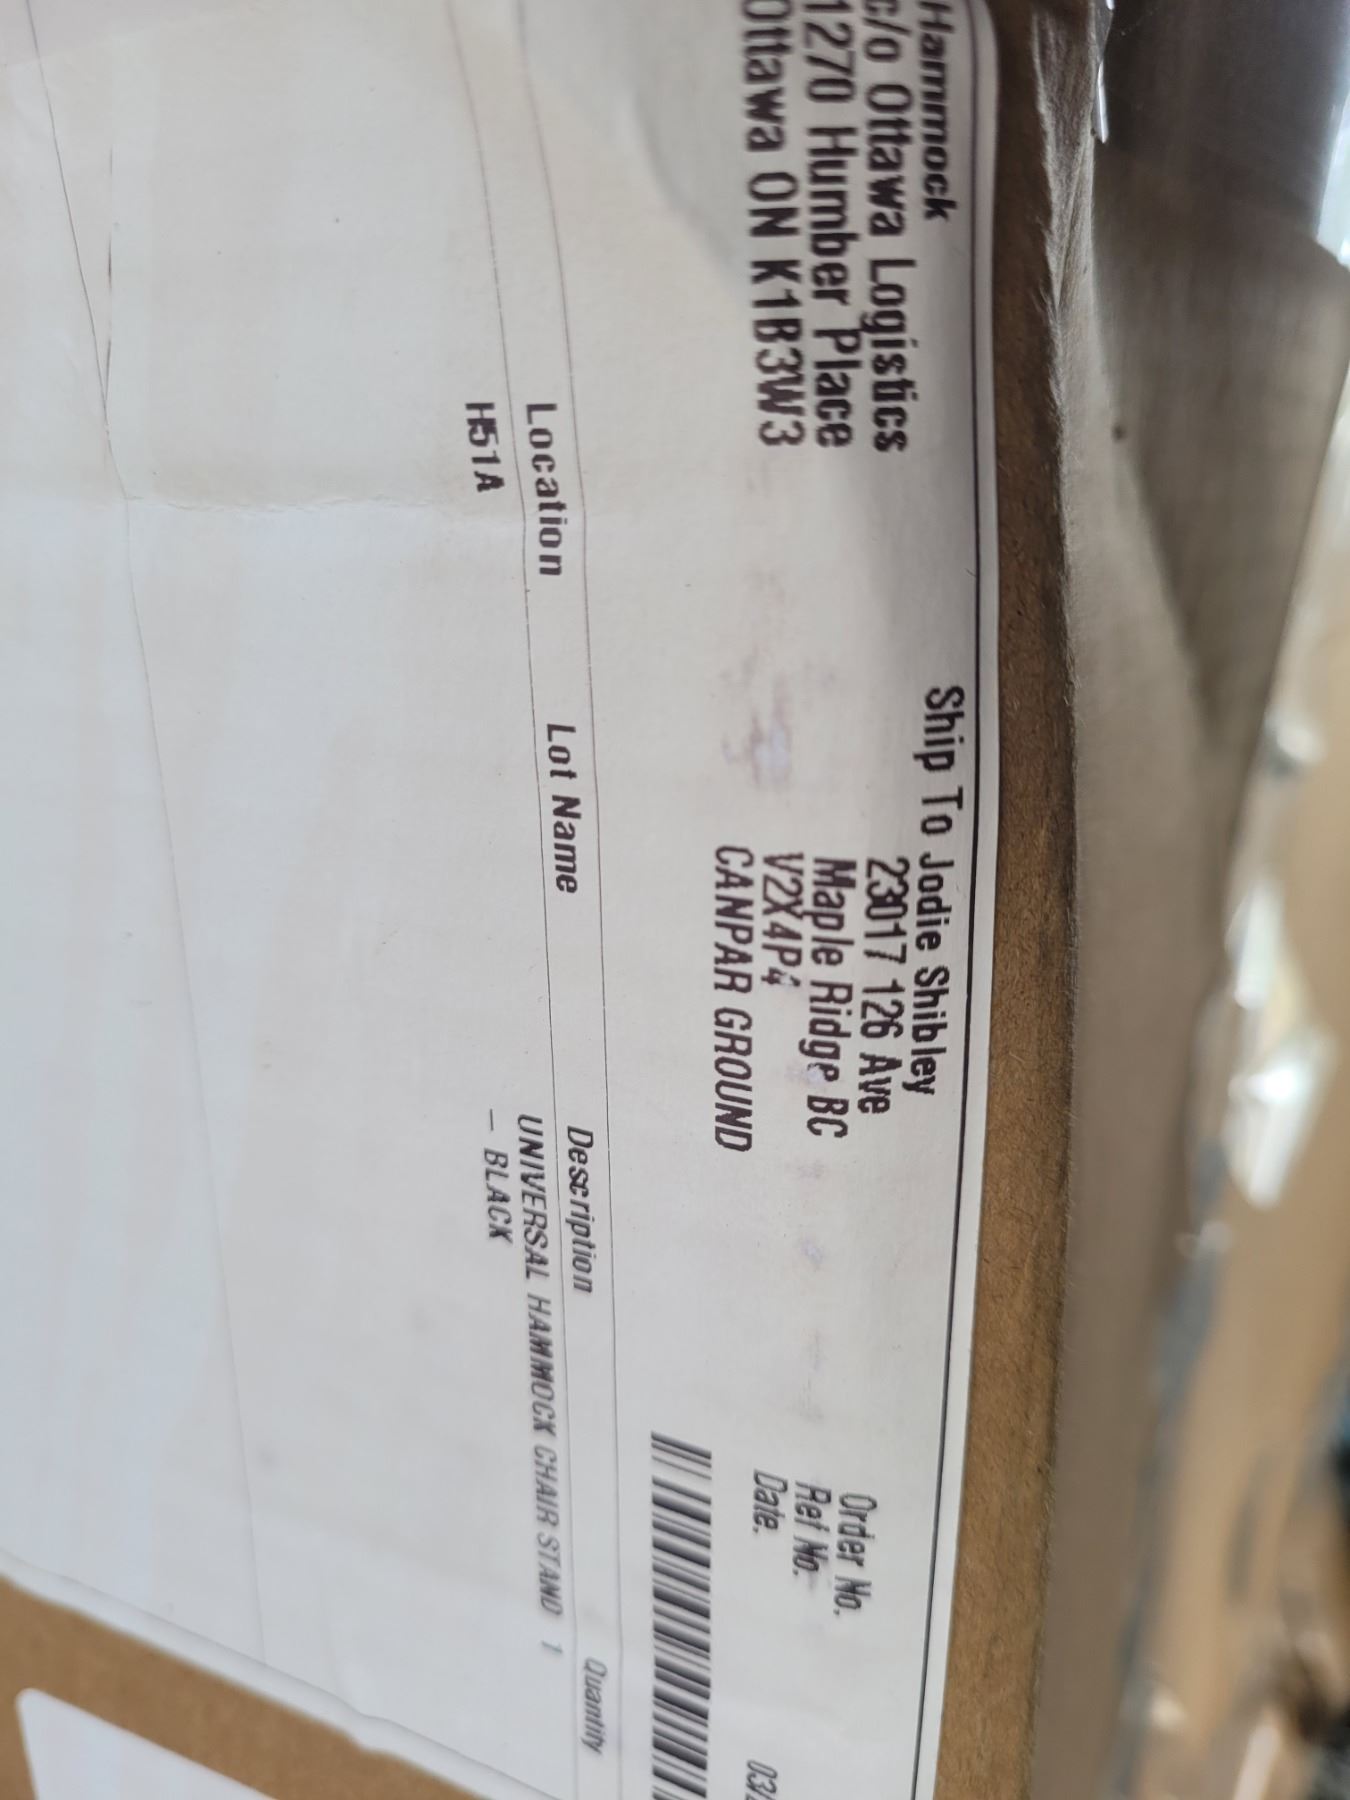 Hammock
c/o Ottawa Logistics
1270 Humber Place
Ottawa ON K1B3W3
Ship To Jodie Shibley
23017 126 Ave
Maple Ridge BC
V2X4P4
CANPAR GROUND
Order No.
Ref No.
Date. 03/
Location Lot Name Description Quantity
H51A UNIVERSAL HAMMOCK CHAIR STAND 1
- BLACK